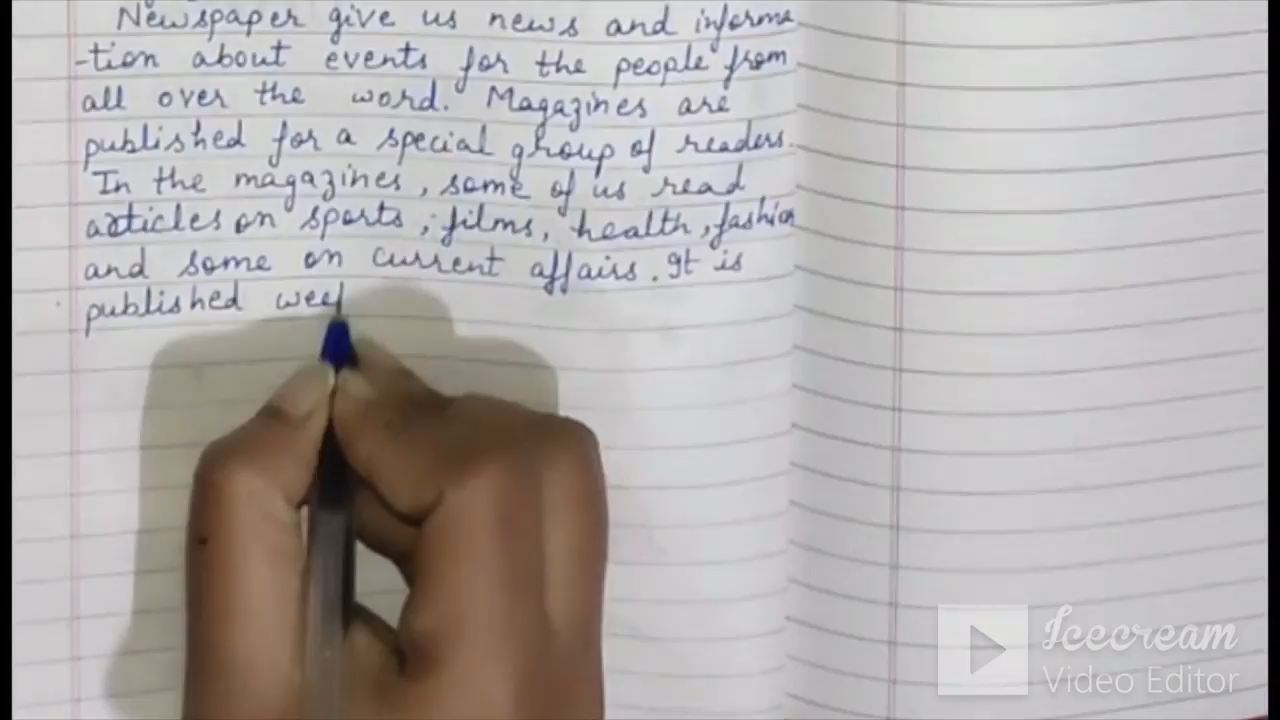 Newspaper give us news and informa
-tion about events for the people from
all over the word. Magazines are
published for a special group of readers.
In the magazines, some of us read
articles on sports, films, health, fashion
and some on current affairs. It is
published wee
Icecream
Video Editor